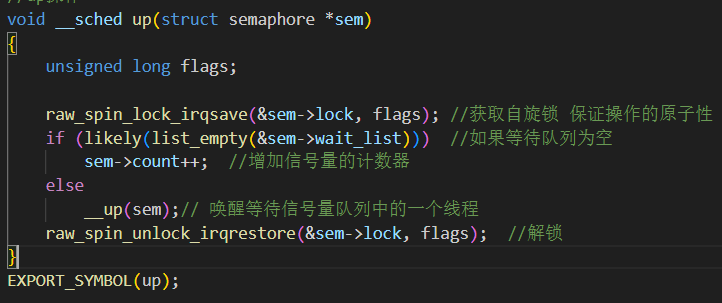 void __sched up(struct semaphore *sem)
{
    unsigned long flags;
    raw_spin_lock_irqsave(&sem->lock, flags); //获取自旋锁 保证操作的原子性
    if (likely(list_empty(&sem->wait_list)))  //如果等待队列为空
        sem->count++;  //增加信号量的计数器
    else
        __up(sem);// 唤醒等待信号量队列中的一个线程
    raw_spin_unlock_irqrestore(&sem->lock, flags);  //解锁
}
EXPORT_SYMBOL(up);